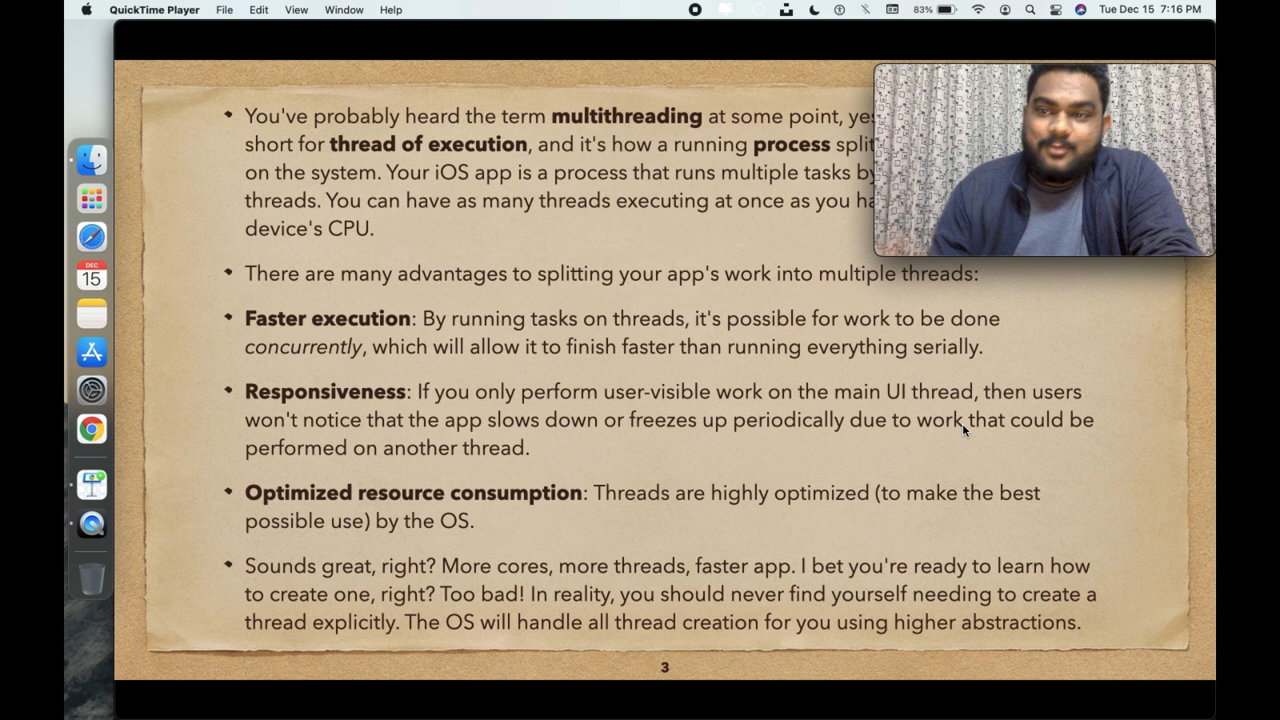 QuickTime Player File Edit View Window Help 83% Tue Dec 15 7:16 PM
• You've probably heard the term multithreading at some point, yes
short for thread of execution, and it's how a running process split
on the system. Your iOS app is a process that runs multiple tasks by
threads. You can have as many threads executing at once as you ha
device's CPU.
• There are many advantages to splitting your app's work into multiple threads:
• Faster execution: By running tasks on threads, it's possible for work to be done
concurrently, which will allow it to finish faster than running everything serially.
• Responsiveness: If you only perform user-visible work on the main UI thread, then users
won't notice that the app slows down or freezes up periodically due to work that could be
performed on another thread.
• Optimized resource consumption: Threads are highly optimized (to make the best
possible use) by the OS.
• Sounds great, right? More cores, more threads, faster app. I bet you're ready to learn how
to create one, right? Too bad! In reality, you should never find yourself needing to create a
thread explicitly. The OS will handle all thread creation for you using higher abstractions.
3
DEC
15